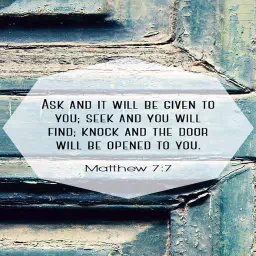 ASK AND IT WILL BE GIVEN TO
YOU; SEEK AND YOU WILL
FIND; KNOCK AND THE DOOR
WILL BE OPENED TO YOU.
Matthew 7:7